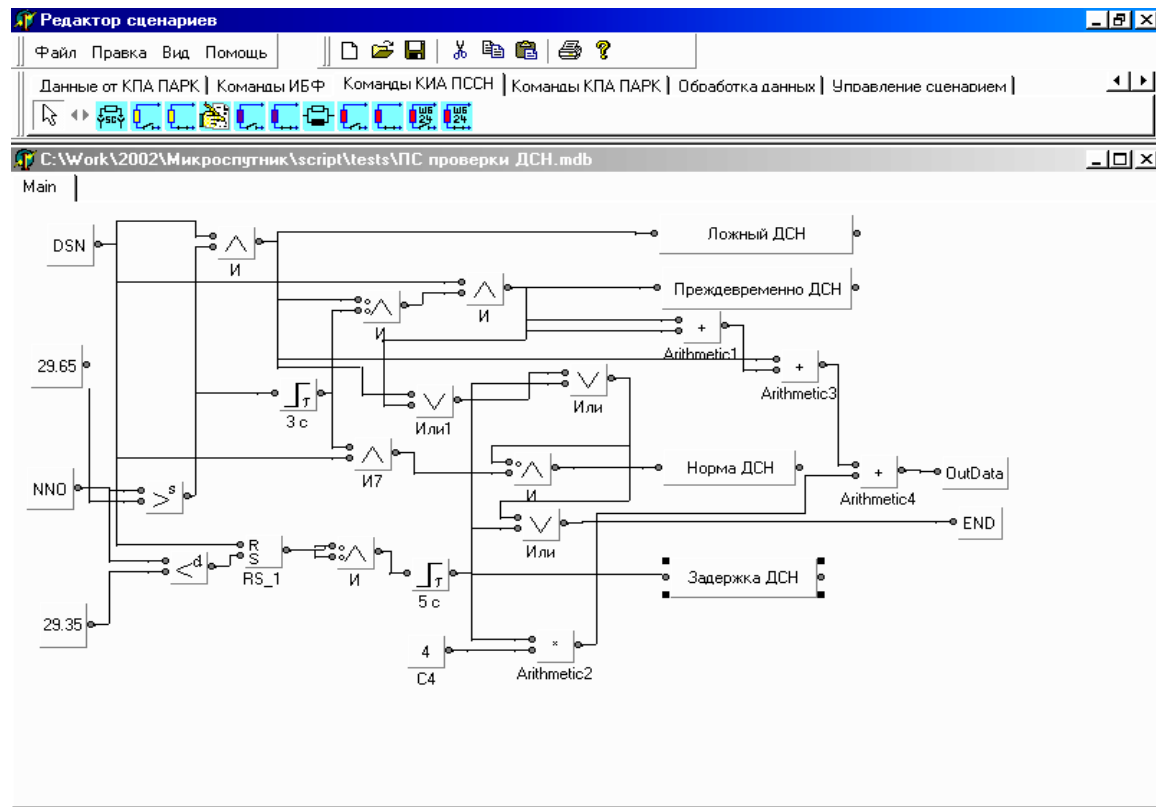 Редактор сценариев
Файл Правка Вид Помощь
Данные от КПА ПАРК Команды ИБФ Команды КИА ПССН Команды КПА ПАРК Обработка данных Управление сценарием
C:\Work\2002\Микроспутник\script\tests\ПС проверки ДСН.mdb
Main
DSN
И
Ложный ДСН
И
И
Преждевременно ДСН
+
Arithmetic1
29.65
+
Arithmetic3
τ
3 с
Или1
Или
И7
И
Норма ДСН
+
Arithmetic4
OutData
NNO
>s
Или
END
<d
R
S
RS_1
И
τ
5 с
Задержка ДСН
29.35
4
C4
×
Arithmetic2